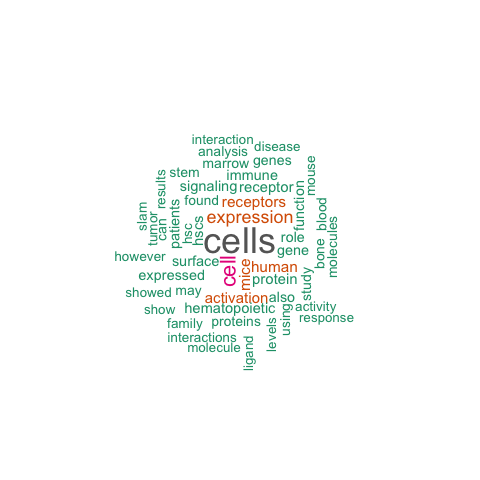 interaction
analysis
disease
marrow
genes
stem
immune
mouse
results
signaling
receptor
function
found
receptors
blood
slam
tumor
can
patients
hsc
hscs
expression
cells
role
gene
bone
molecules
however
surface
cell
mice
human
expressed
protein
study
showed
may
activation
also
show
hematopoietic
using
activity
family
proteins
levels
response
interactions
molecule
ligand